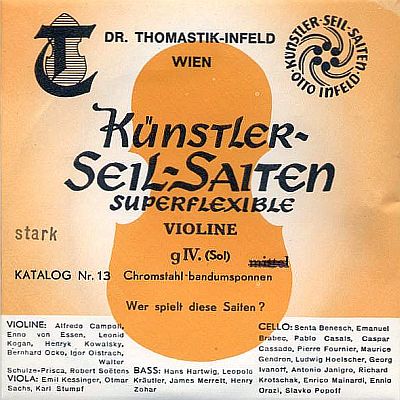 DR. THOMASTIK-INFELD
WIEN
KÜNSTLER-SEIL-SAITEN
OTTO INFELD
KÜNSTLER-
SEIL-SAITEN
SUPERFLEXIBLE
VIOLINE
stark
g IV. (Sol) mittel
KATALOG Nr. 13 Chromstahl-bandumsponnen
Wer spielt diese Saiten?
VIOLINE: Alfredo Campoli,
Enno von Essen, Leonid
Kogan, Henryk Kowalsky,
Bernhard Ocko, Igor Oistrach,
Walter
Schulze-Prisca, Robert Soëtens
VIOLA: Emil Kessinger, Otmar
Sachs, Karl Stumpf
BASS: Hans Hartwig, Leopold
Kräutler, James Merrett, Henry
Zohar
CELLO: Senta Benesch, Emanuel
Brabec, Pablo Casals, Caspar
Cassado, Pierre Fournier, Maurice
Gendron, Ludwig Hoelscher, Georg
Ivanoff, Antonio Janigro, Richard
Krotschak, Enrico Mainardi, Ennio
Orazi, Slavko Popoff